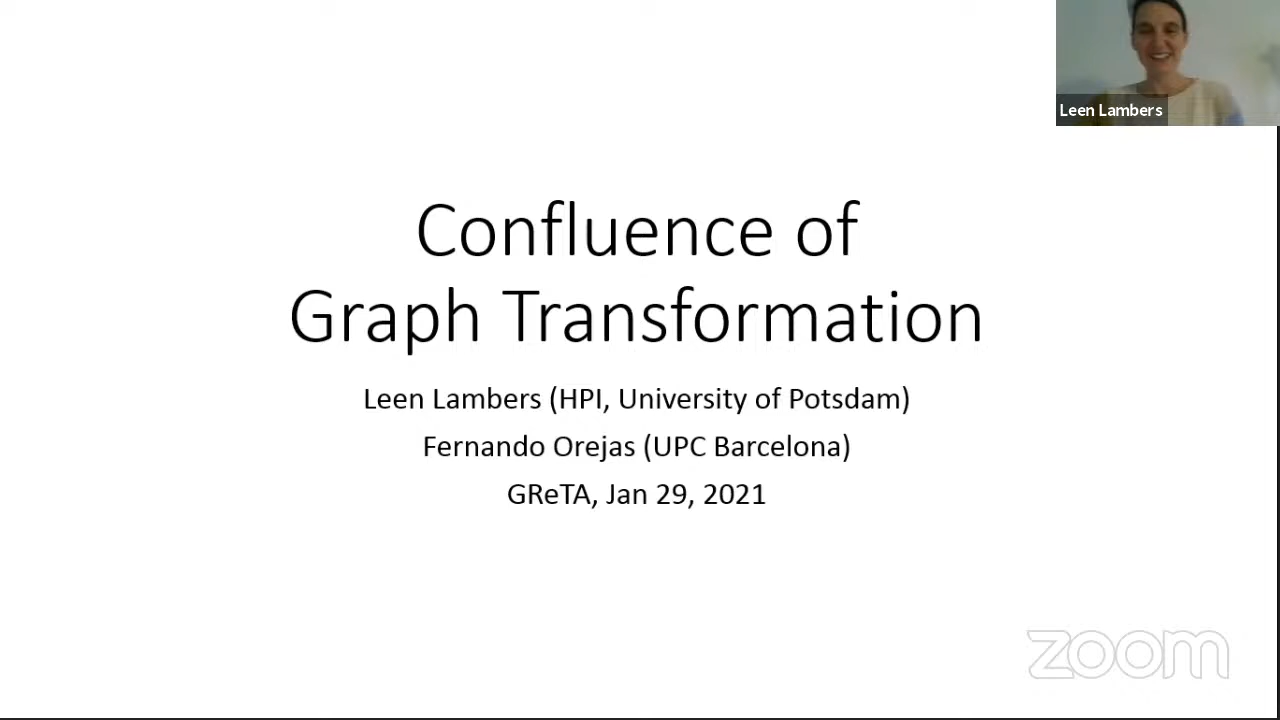 Leen Lambers
Confluence of
Graph Transformation
Leen Lambers (HPI, University of Potsdam)
Fernando Orejas (UPC Barcelona)
GReTA, Jan 29, 2021
zoom